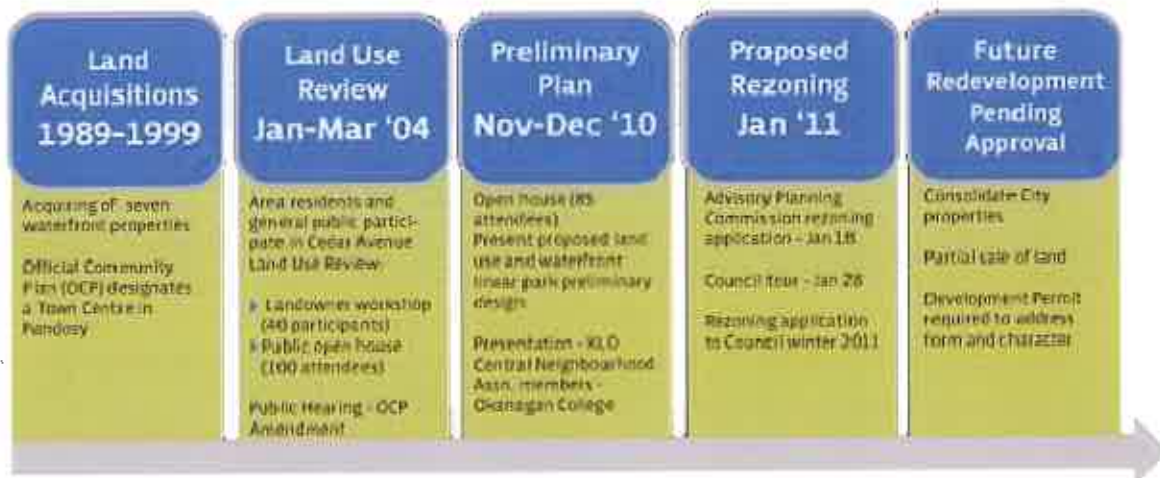 Land
Acquisitions
1989-1999
Acquiring of seven
waterfront properties
Official Community
Plan (OCP) designates
a Town Centre in
Pandosy
Land Use
Review
Jan-Mar '04
Area residents and
general public partici-
pate in Cedar Avenue
Land Use Review
Landowner workshop
(40 participants)
Public open house
(100 attendees)
Public Hearing - OCP
Amendment
Preliminary
Plan
Nov-Dec '10
Open house (85
attendees)
Present proposed land
use and waterfront
linear park preliminary
design
Presentation - KLO
Central Neighbourhood
Assn. members -
Okanagan College
Proposed
Rezoning
Jan '11
Advisory Planning
Commission rezoning
application - Jan 18
Council tour - Jan 28
Rezoning application
to Council winter 2011
Future
Redevelopment
Pending
Approval
Consolidate City
properties
Partial sale of land
Development Permit
required to address
form and character